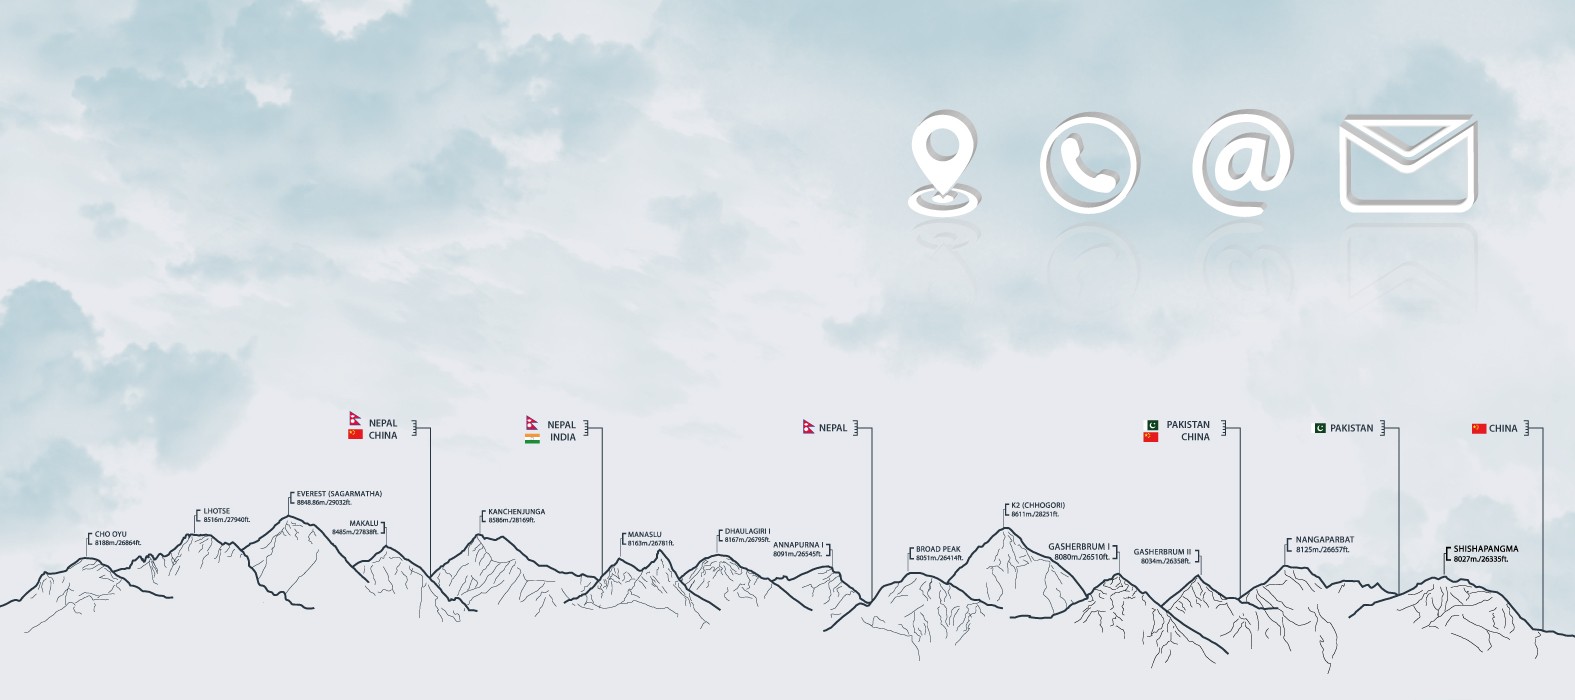 NEPAL
CHINA
NEPAL
INDIA
NEPAL
PAKISTAN
CHINA
PAKISTAN
CHINA
CHO OYU
8188m./26864ft.
LHOTSE
8516m./27940ft.
EVEREST (SAGARMATHA)
8848.86m./29032ft.
MAKALU
8485m./27838ft.
KANCHENJUNGA
8586m./28169ft.
MANASLU
8163m./26781ft.
DHAULAGIRI I
8167m./26795ft.
ANNAPURNA I
8091m./26545ft.
BROAD PEAK
8051m./26414ft.
K2 (CHHOGORI)
8611m./28251ft.
GASHERBRUM I
8080m./26510ft.
GASHERBRUM II
8034m./26358ft.
NANGAPARBAT
8125m./26657ft.
SHISHAPANGMA
8027m./26335ft.